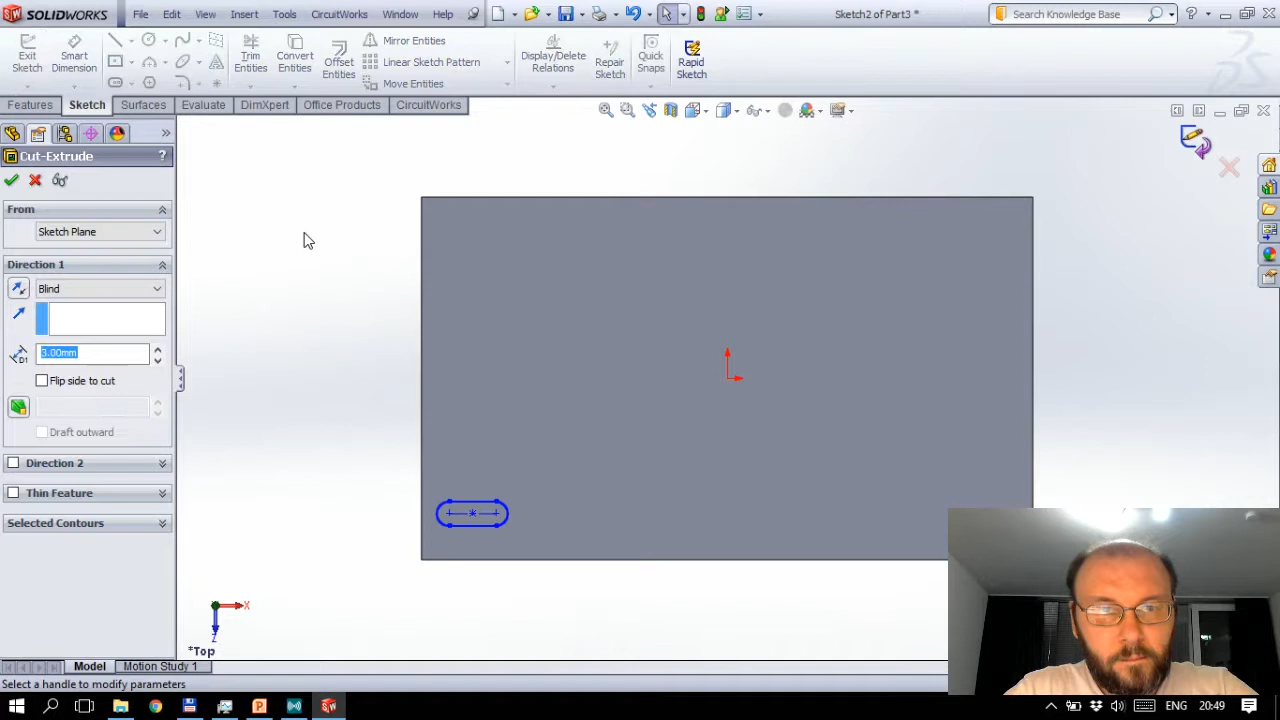 SOLIDWORKS File Edit View Insert Tools CircuitWorks Window Help Sketch2 of Part3 Search Knowledge Base ?
Exit Sketch
Smart Dimension
Trim Entities
Convert Entities
Offset Entities
Mirror Entities
Linear Sketch Pattern
Move Entities
Display/Delete Relations
Repair Sketch
Quick Snaps
Rapid Sketch
Features Sketch Surfaces Evaluate DimXpert Office Products CircuitWorks
Cut-Extrude ?
From
Sketch Plane
Direction 1
Blind
D1 3.00mm
Flip side to cut
Draft outward
Direction 2
Thin Feature
Selected Contours
X
Z
*Top
Model Motion Study 1
Select a handle to modify parameters
ENG 20:49